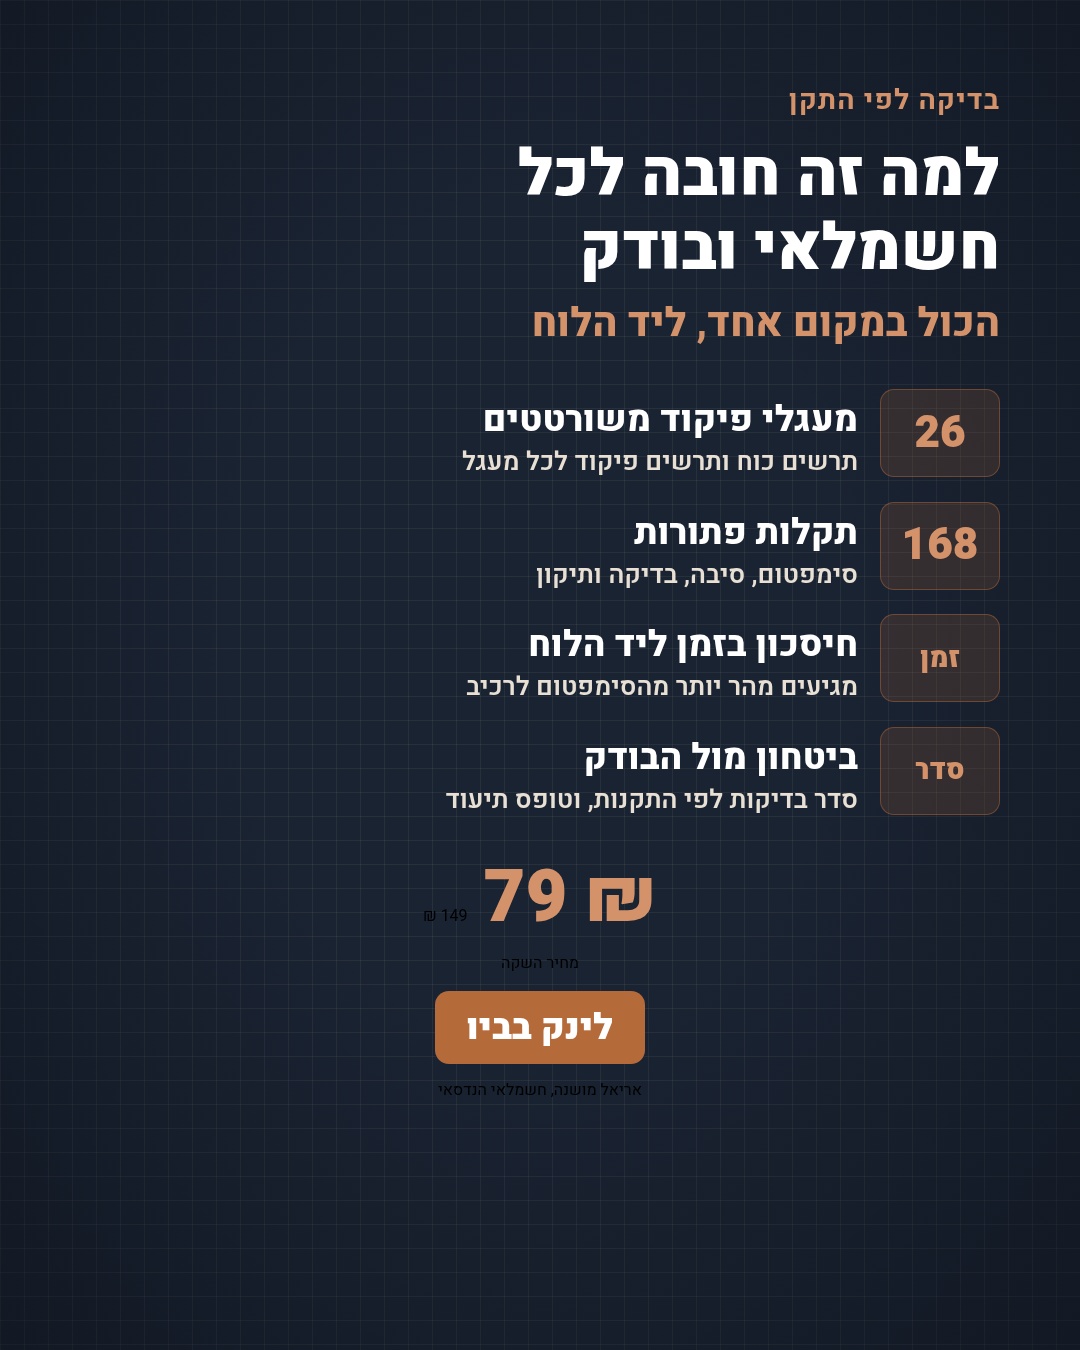 בדיקה לפי התקן
למה זה חובה לכל
חשמלאי ובודק
הכול במקום אחד, ליד הלוח
26
מעגלי פיקוד משורטטים
תרשים כוח ותרשים פיקוד לכל מעגל
168
תקלות פתורות
סימפטום, סיבה, בדיקה ותיקון
זמן
חיסכון בזמן ליד הלוח
מגיעים מהר יותר מהסימפטום לרכיב
סדר
ביטחון מול הבודק
סדר בדיקות לפי התקנות, וטופס תיעוד
₪ 79 149 ₪
מחיר השקה
לינק בביו
אריאל מושנה, חשמלאי הנדסאי